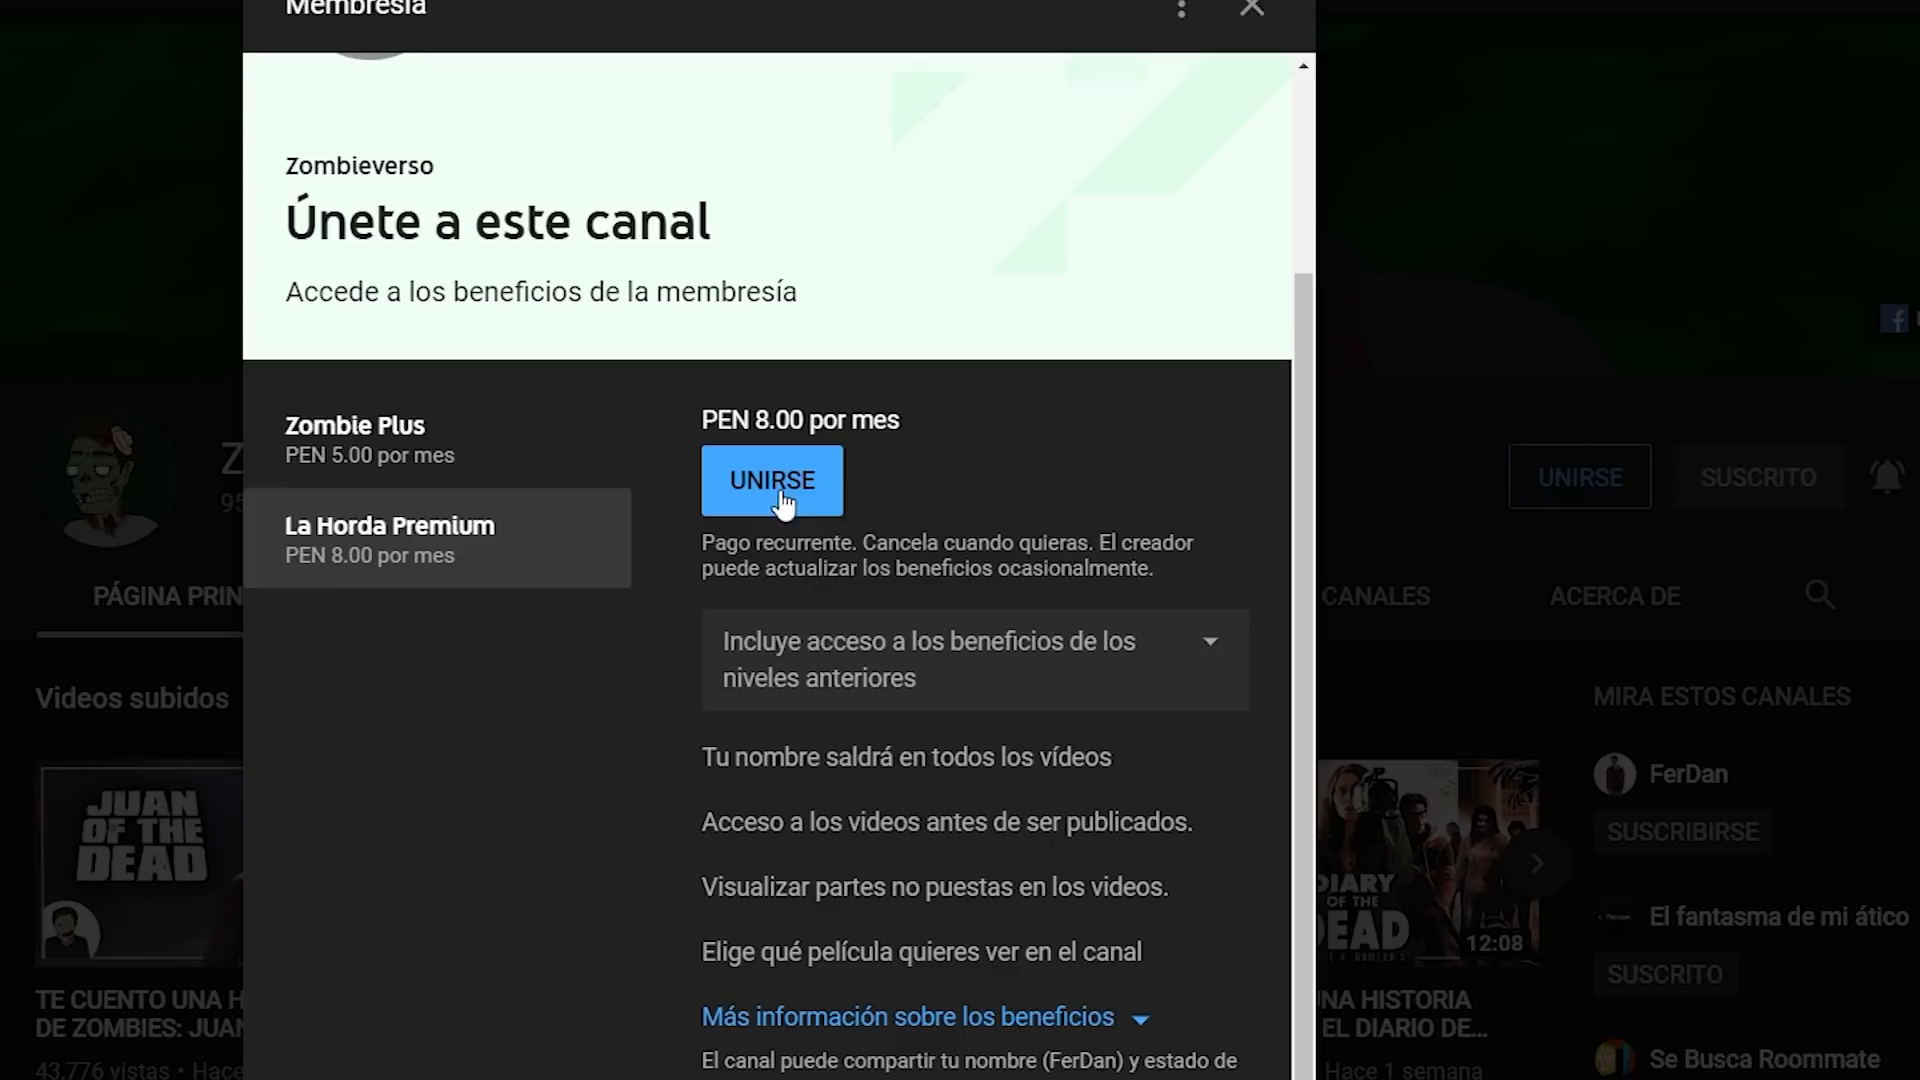 Membresía
Zombieverso
Únete a este canal
Accede a los beneficios de la membresía
Zombie Plus
PEN 5.00 por mes
La Horda Premium
PEN 8.00 por mes
PEN 8.00 por mes
UNIRSE
Pago recurrente. Cancela cuando quieras. El creador
puede actualizar los beneficios ocasionalmente.
Incluye acceso a los beneficios de los
niveles anteriores
Tu nombre saldrá en todos los vídeos
Acceso a los videos antes de ser publicados.
Visualizar partes no puestas en los videos.
Elige qué película quieres ver en el canal
Más información sobre los beneficios
El canal puede compartir tu nombre (FerDan) y estado de
Z
95
UNIRSE
SUSCRITO
PÁGINA PRIN
CANALES
ACERCA DE
Videos subidos
JUAN
OF THE
DEAD
TE CUENTO UNA H
DE ZOMBIES: JUAN
43,776 vistas • Hace
DIARY
OF THE
DEAD
12:08
UNA HISTORIA
EL DIARIO DE...
Hace 1 semana
MIRA ESTOS CANALES
FerDan
SUSCRIBIRSE
El fantasma de mi ático
SUSCRITO
Se Busca Roommate